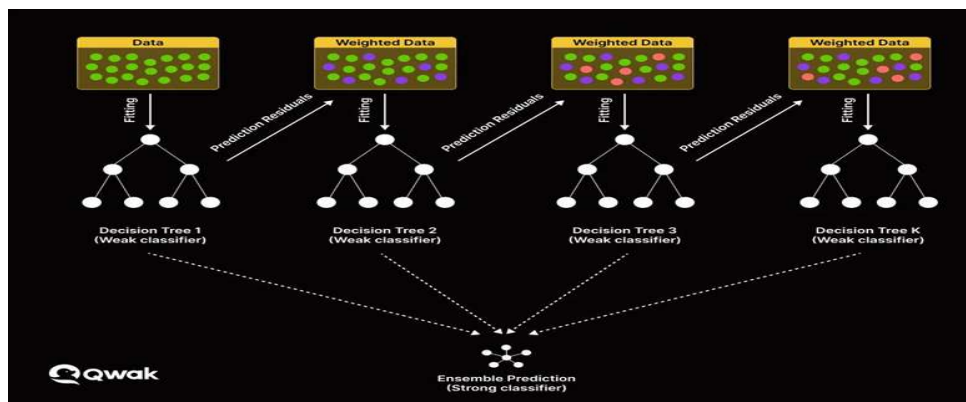 Data
Weighted Data
Weighted Data
Weighted Data
Fitting
Prediction Residuals
Fitting
Prediction Residuals
Fitting
Prediction Residuals
Fitting
Decision Tree 1
(Weak classifier)
Decision Tree 2
(Weak classifier)
Decision Tree 3
(Weak classifier)
Decision Tree K
(Weak classifier)
Qwak
Ensemble Prediction
(Strong classifier)